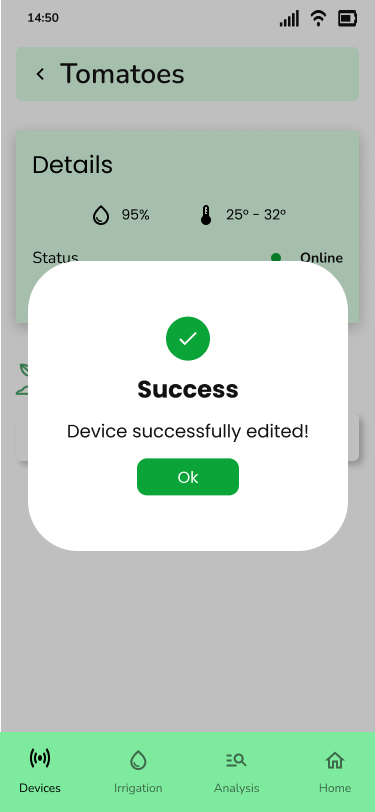 14:50
Tomatoes
Details
95%
25º - 32º
Status Online
Success
Device successfully edited!
Ok
Devices Irrigation Analysis Home